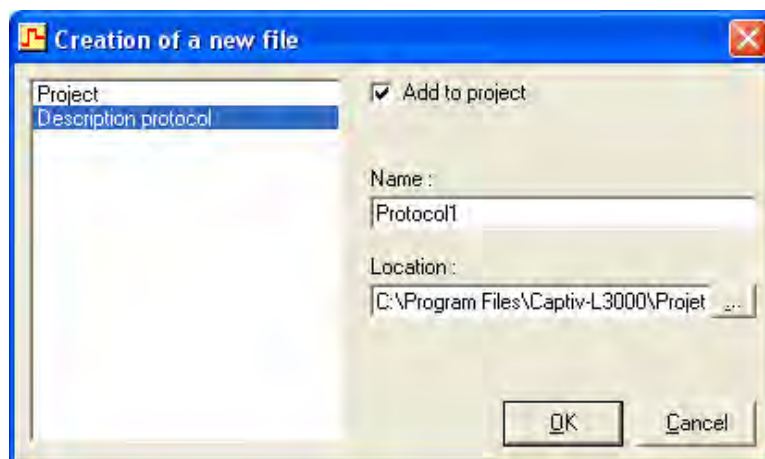 Creation of a new file
Project
Description protocol
Add to project
Name :
Protocol1
Location :
C:\Program Files\Captiv-L3000\Projet ...
OK
Cancel